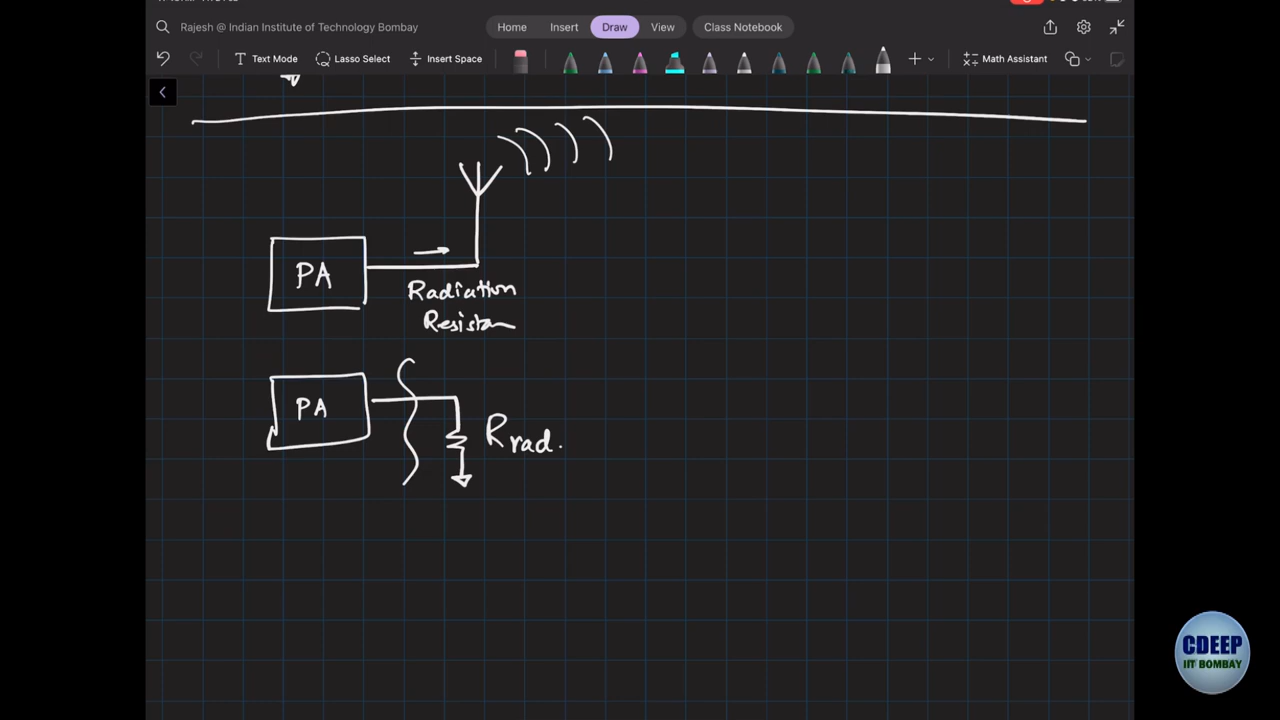 Rajesh @ Indian Institute of Technology Bombay
Home Insert Draw View Class Notebook
Text Mode Lasso Select Insert Space Math Assistant
PA
Radiation
Resistan
PA
Rrad.
CDEEP
IIT BOMBAY